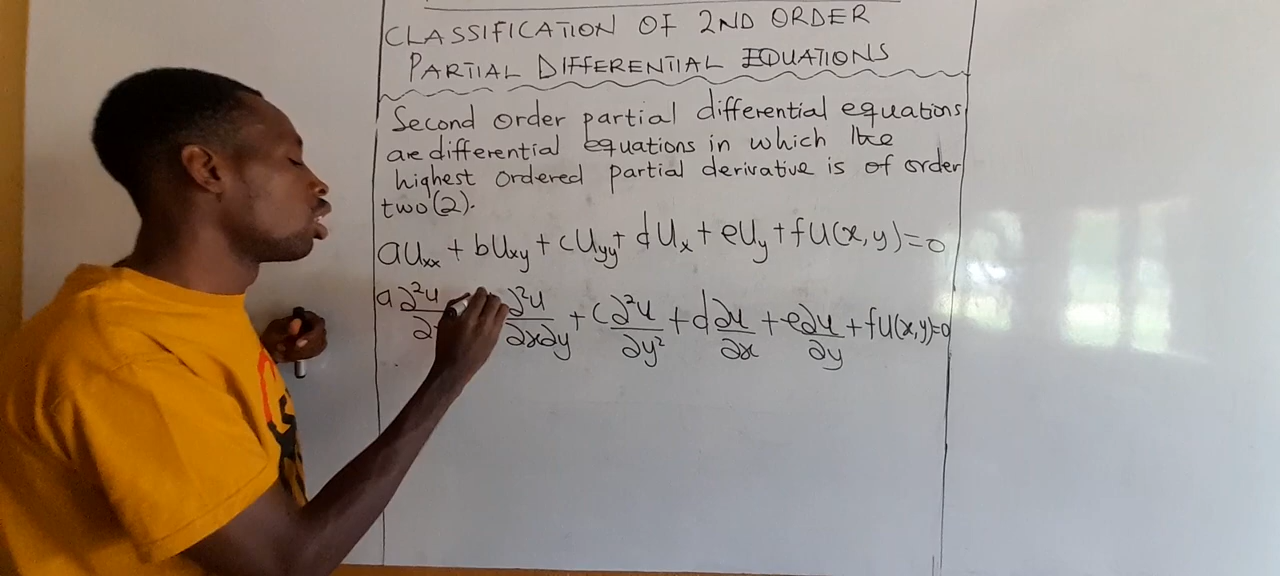 CLASSIFICATION OF 2ND ORDER
PARTIAL DIFFERENTIAL EQUATIONS
Second Order partial differential equations
are differential equations in which the
highest ordered partial derivative is of order
two (2).
aUxx + bUxy + cUyy + dUx + eUy + fU(x,y)=0
a∂²u/∂ ∂²u/∂x∂y + c∂²u/∂y² + d∂u/∂x + e∂u/∂y + fU(x,y)=0